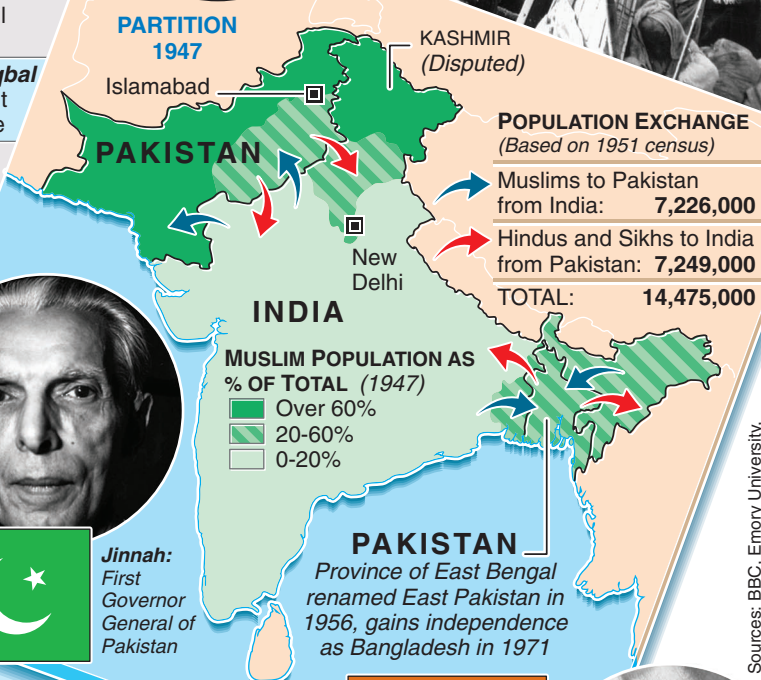 l
qbal
t
e
PARTITION
1947
Islamabad
KASHMIR
(Disputed)
PAKISTAN
POPULATION EXCHANGE
(Based on 1951 census)
Muslims to Pakistan
from India: 7,226,000
Hindus and Sikhs to India
from Pakistan: 7,249,000
TOTAL: 14,475,000
New
Delhi
INDIA
MUSLIM POPULATION AS
% OF TOTAL (1947)
Over 60%
20-60%
0-20%
PAKISTAN
Province of East Bengal
renamed East Pakistan in
1956, gains independence
as Bangladesh in 1971
Jinnah:
First
Governor
General of
Pakistan
Sources: BBC, Emory University,